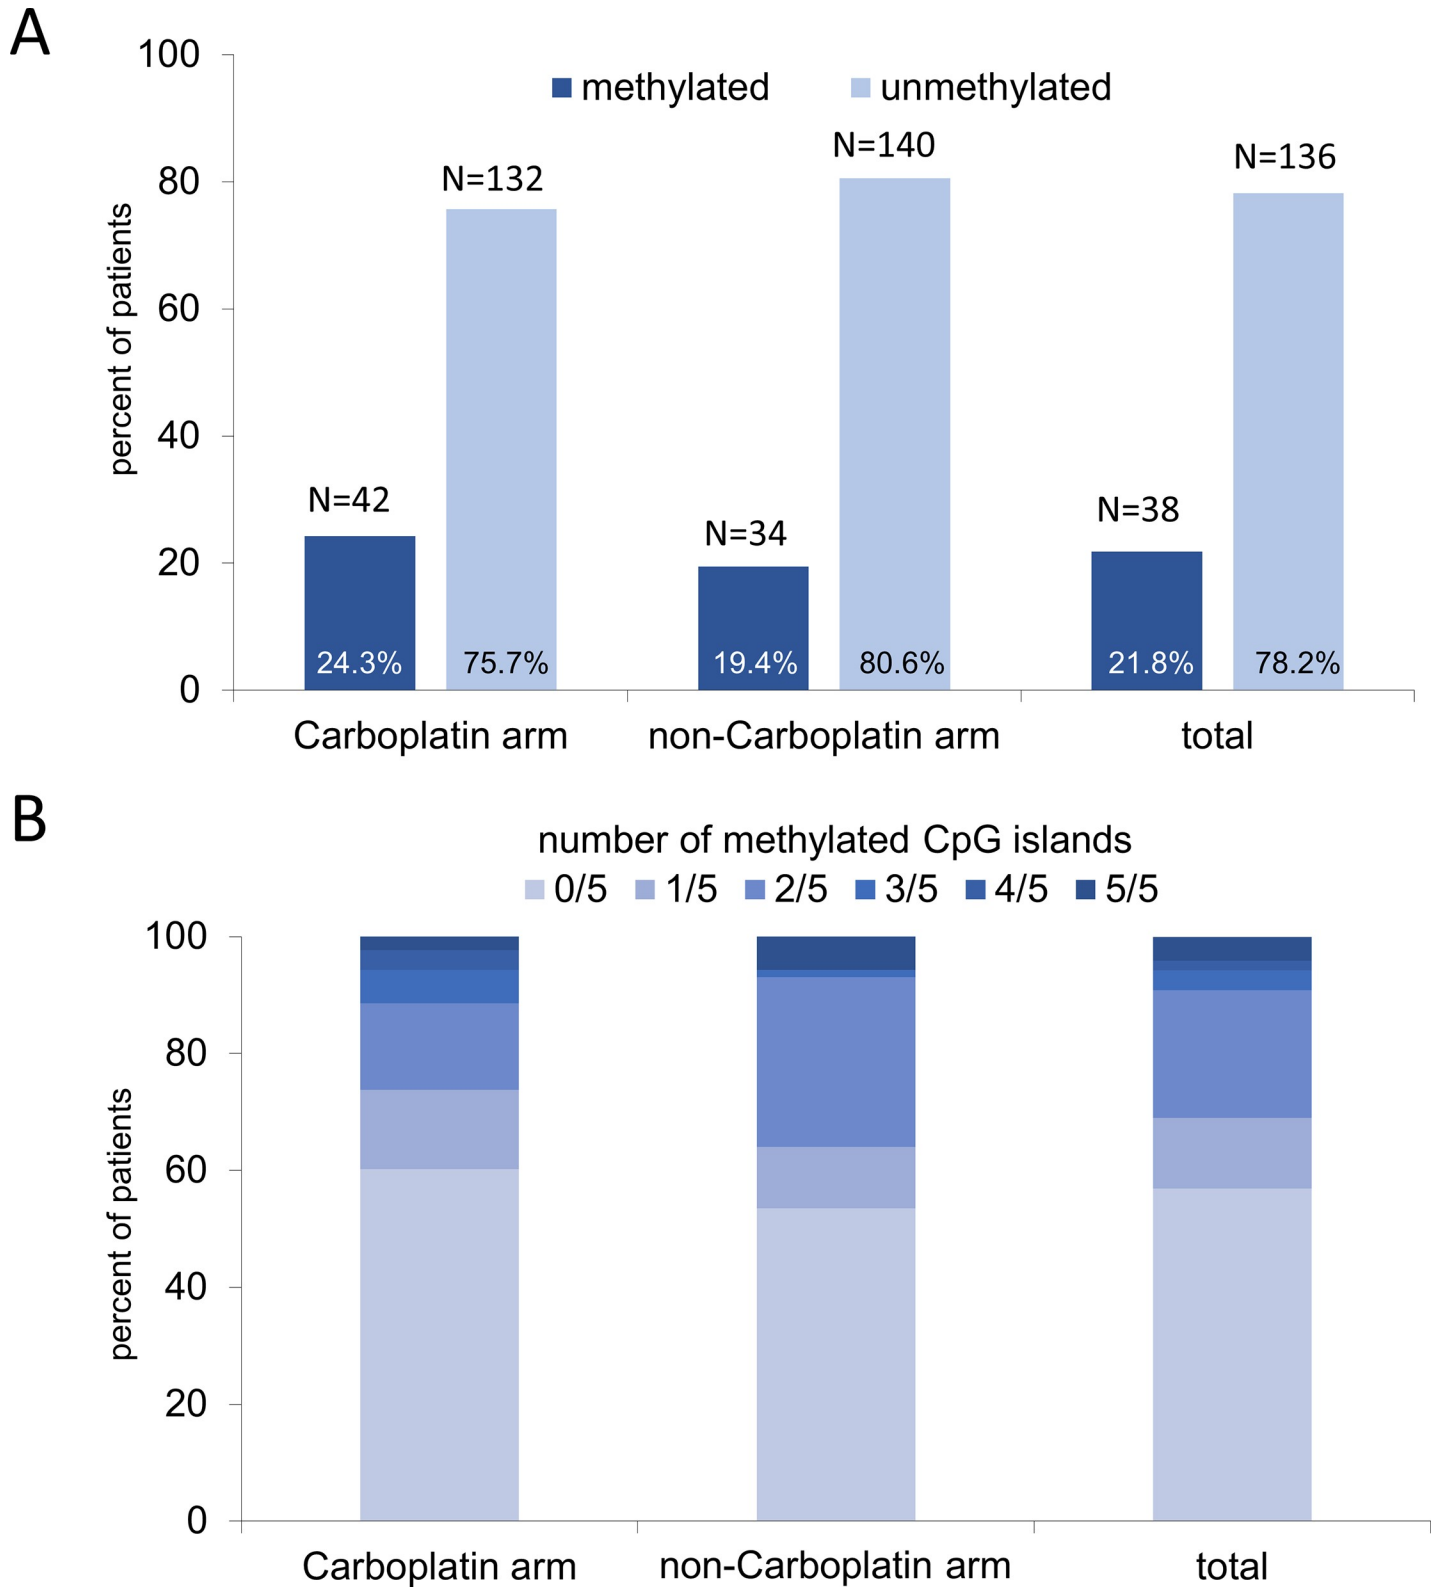 A
100
80
60
40
20
0
percent of patients
methylated unmethylated
N=132
N=140
N=136
N=42
N=34
N=38
24.3% 75.7% 19.4% 80.6% 21.8% 78.2%
Carboplatin arm non-Carboplatin arm total
B
number of methylated CpG islands
0/5 1/5 2/5 3/5 4/5 5/5
100
80
60
40
20
0
percent of patients
Carboplatin arm non-Carboplatin arm total